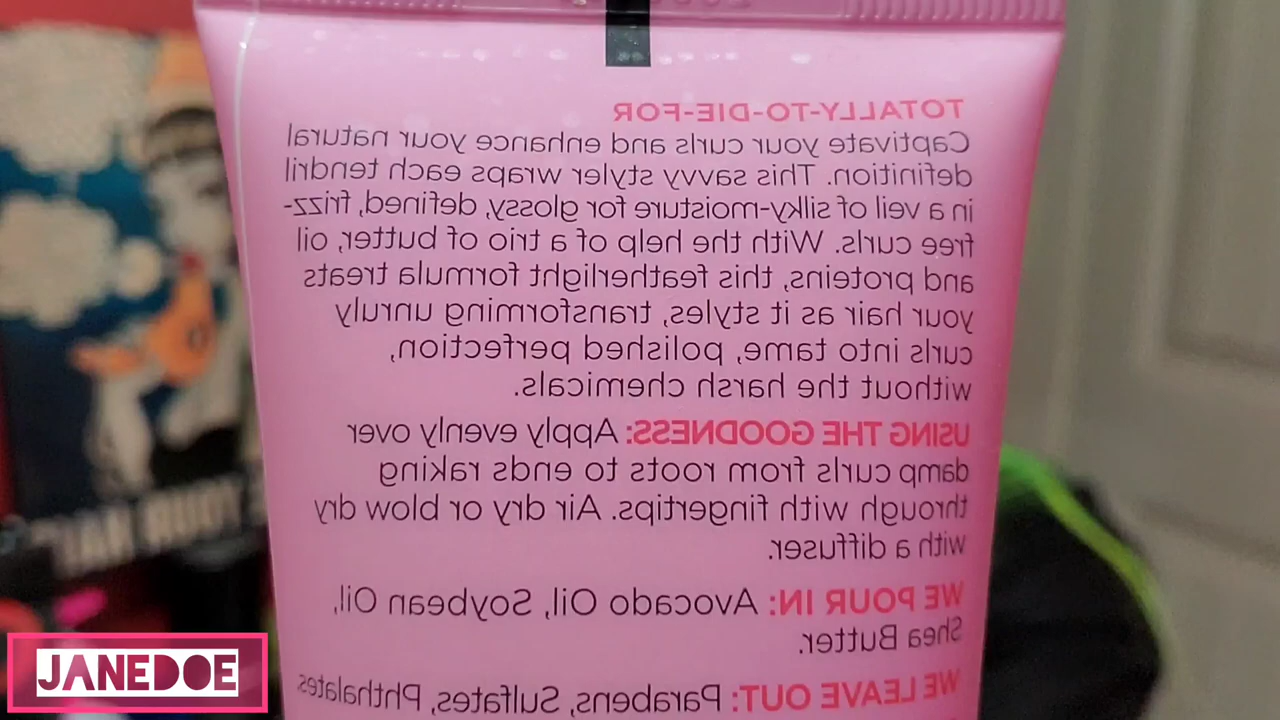 TOTALLY-TO-DIE-FOR
Captivate your curls and enhance your natural
definition. This savvy styler wraps each tendril
in a veil of silky-moisture for glossy, defined, frizz-
free curls. With the help of a trio of butter, oil
and proteins, this featherlight formula treats
your hair as it styles, transforming unruly
curls into tame, polished perfection,
without the harsh chemicals.
USING THE GOODNESS: Apply evenly over
damp curls from roots to ends raking
through with fingertips. Air dry or blow dry
with a diffuser.
WE POUR IN: Avocado Oil, Soybean Oil,
Shea Butter.
WE LEAVE OUT: Parabens, Sulfates, Phthalates
YOUR HAI
JANEDOE